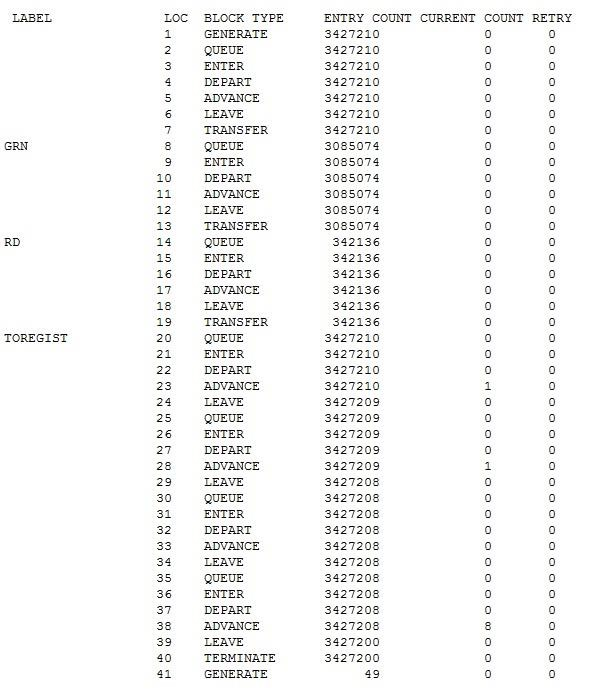 LABEL LOC BLOCK TYPE ENTRY COUNT CURRENT COUNT RETRY
1 GENERATE 3427210 0 0
2 QUEUE 3427210 0 0
3 ENTER 3427210 0 0
4 DEPART 3427210 0 0
5 ADVANCE 3427210 0 0
6 LEAVE 3427210 0 0
7 TRANSFER 3427210 0 0
GRN 8 QUEUE 3085074 0 0
9 ENTER 3085074 0 0
10 DEPART 3085074 0 0
11 ADVANCE 3085074 0 0
12 LEAVE 3085074 0 0
13 TRANSFER 3085074 0 0
RD 14 QUEUE 342136 0 0
15 ENTER 342136 0 0
16 DEPART 342136 0 0
17 ADVANCE 342136 0 0
18 LEAVE 342136 0 0
19 TRANSFER 342136 0 0
TOREGIST 20 QUEUE 3427210 0 0
21 ENTER 3427210 0 0
22 DEPART 3427210 0 0
23 ADVANCE 3427210 1 0
24 LEAVE 3427209 0 0
25 QUEUE 3427209 0 0
26 ENTER 3427209 0 0
27 DEPART 3427209 0 0
28 ADVANCE 3427209 1 0
29 LEAVE 3427208 0 0
30 QUEUE 3427208 0 0
31 ENTER 3427208 0 0
32 DEPART 3427208 0 0
33 ADVANCE 3427208 0 0
34 LEAVE 3427208 0 0
35 QUEUE 3427208 0 0
36 ENTER 3427208 0 0
37 DEPART 3427208 0 0
38 ADVANCE 3427208 8 0
39 LEAVE 3427200 0 0
40 TERMINATE 3427200 0 0
41 GENERATE 49 0 0